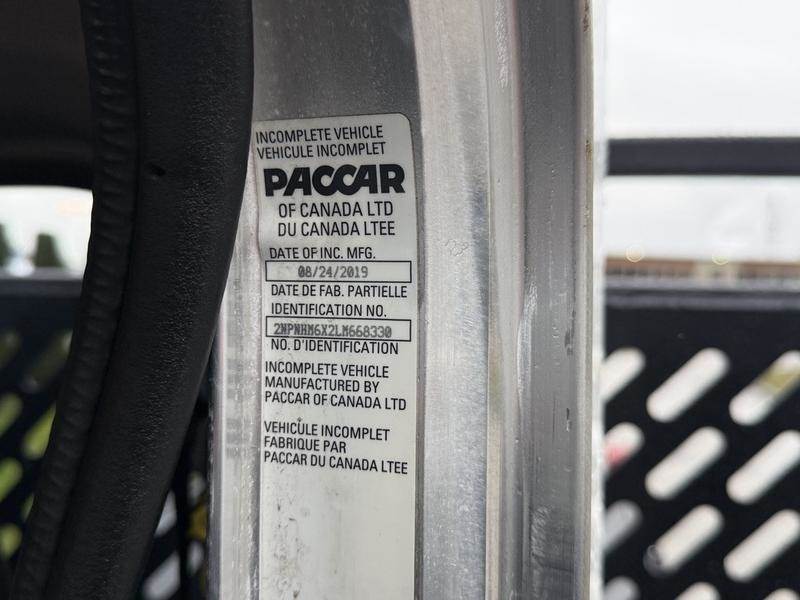 INCOMPLETE VEHICLE
VEHICULE INCOMPLET
PACCAR
OF CANADA LTD
DU CANADA LTEE
DATE OF INC. MFG.
08/24/2019
DATE DE FAB. PARTIELLE
IDENTIFICATION NO.
2NPNHM6X2LM668330
NO. D'IDENTIFICATION
INCOMPLETE VEHICLE
MANUFACTURED BY
PACCAR OF CANADA LTD
VEHICULE INCOMPLET
FABRIQUE PAR
PACCAR DU CANADA LTEE